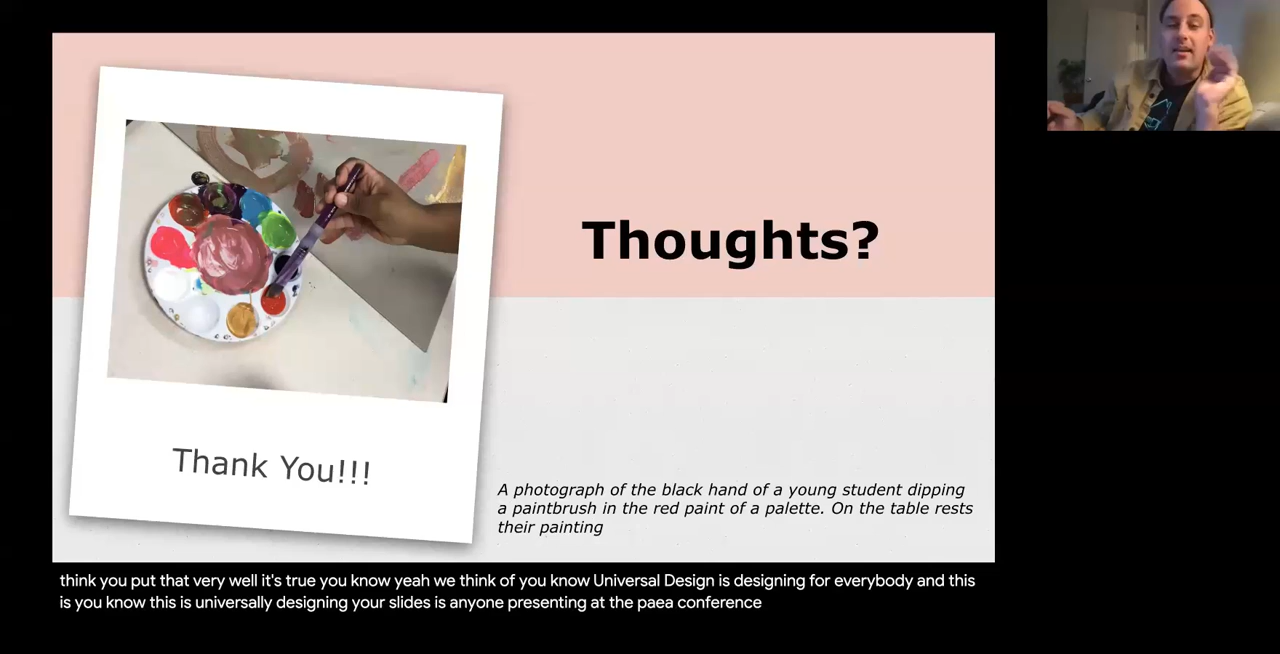 Thoughts?
Thank You!!!
A photograph of the black hand of a young student dipping
a paintbrush in the red paint of a palette. On the table rests
their painting
think you put that very well it's true you know yeah we think of you know Universal Design is designing for everybody and this
is you know this is universally designing your slides is anyone presenting at the paea conference